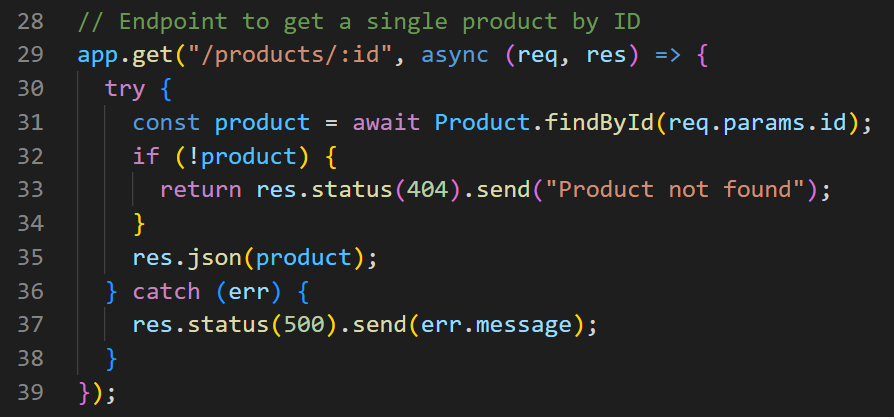 28 // Endpoint to get a single product by ID
29 app.get("/products/:id", async (req, res) => {
30   try {
31     const product = await Product.findById(req.params.id);
32     if (!product) {
33       return res.status(404).send("Product not found");
34     }
35     res.json(product);
36   } catch (err) {
37     res.status(500).send(err.message);
38   }
39 });